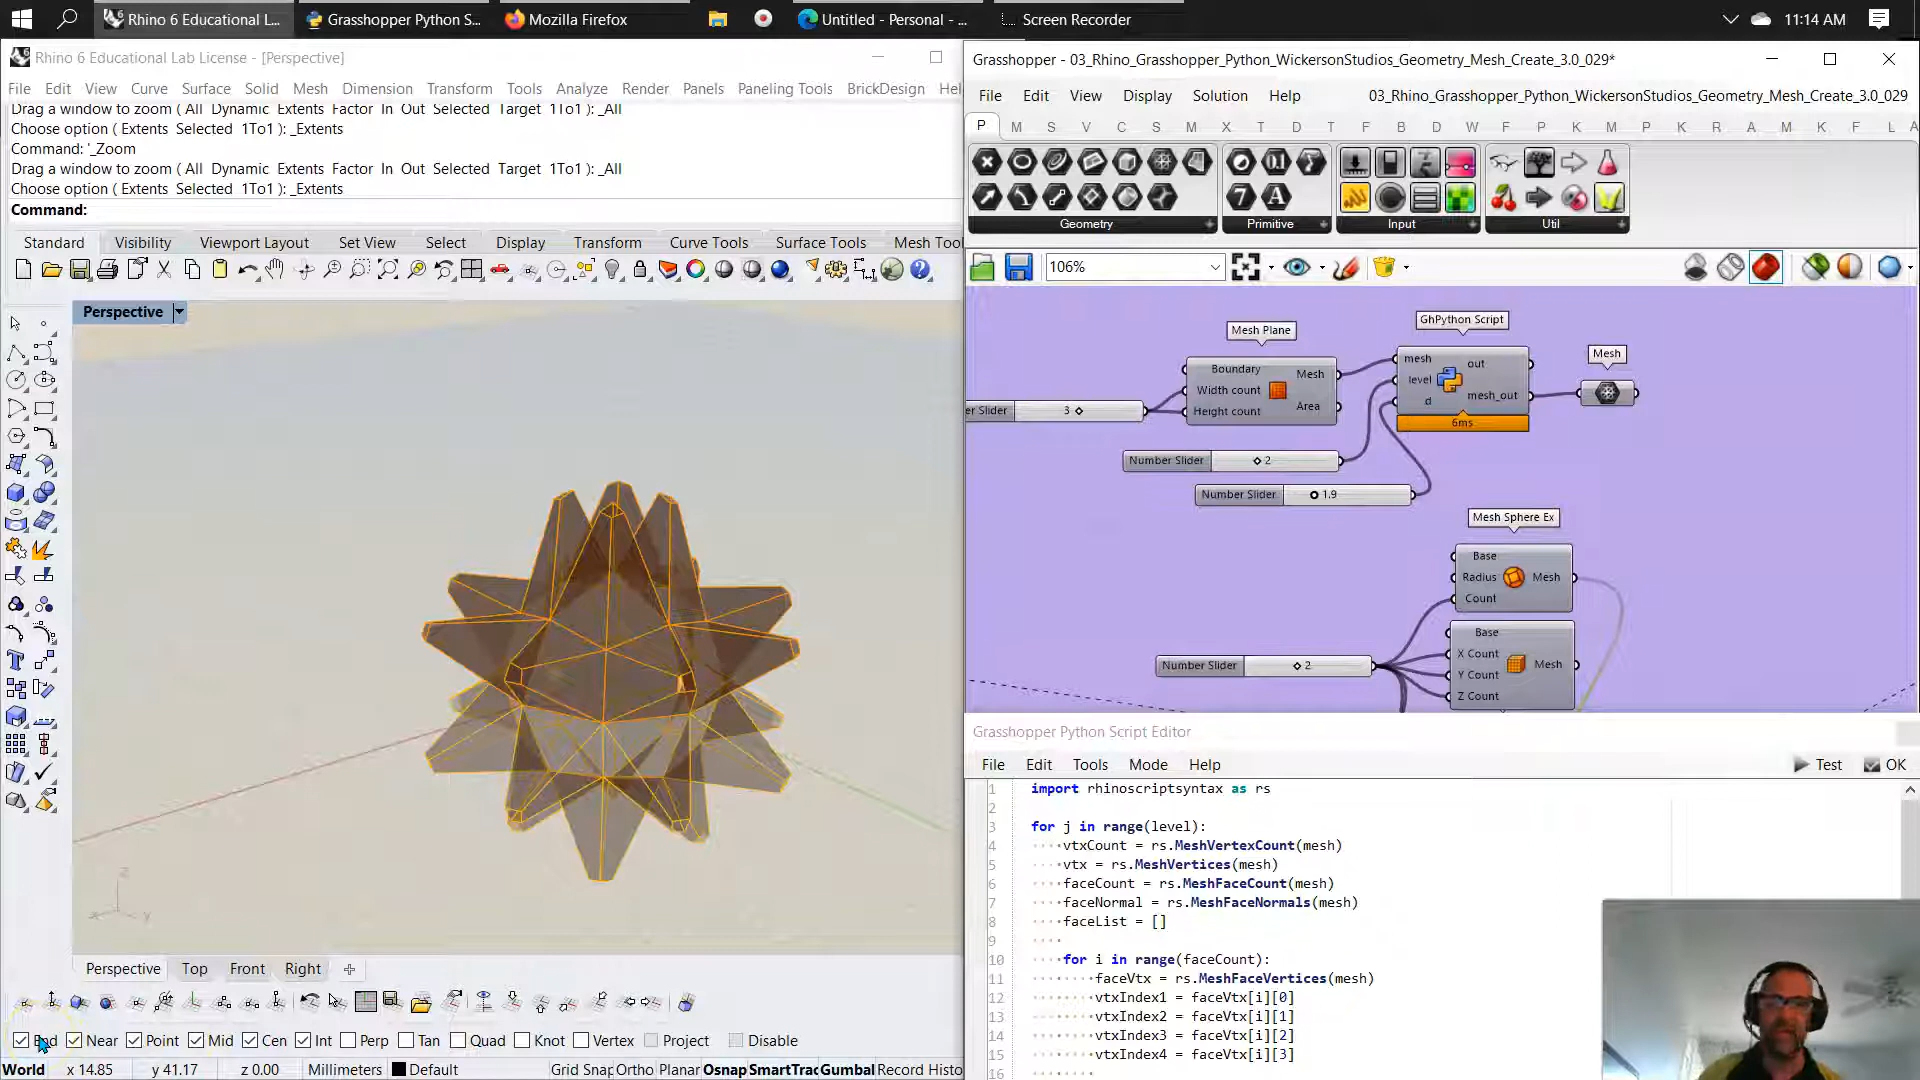 Rhino 6 Educational L...
Grasshopper Python S...
Mozilla Firefox
Untitled - Personal - ...
Screen Recorder
11:14 AM
Rhino 6 Educational Lab License - [Perspective]
File Edit View Curve Surface Solid Mesh Dimension Transform Tools Analyze Render Panels Paneling Tools BrickDesign Hel
Drag a window to zoom ( All Dynamic Extents Factor In Out Selected Target 1To1 ): _All
Choose option ( Extents Selected 1To1 ): _Extents
Command: '_Zoom
Drag a window to zoom ( All Dynamic Extents Factor In Out Selected Target 1To1 ): _All
Choose option ( Extents Selected 1To1 ): _Extents
Command:
Standard Visibility Viewport Layout Set View Select Display Transform Curve Tools Surface Tools Mesh Too
Perspective
z
x
y
Perspective Top Front Right
End Near Point Mid Cen Int Perp Tan Quad Knot Vertex Project Disable
World x 14.85 y 41.17 z 0.00 Millimeters Default Grid Snap Ortho Planar Osnap SmartTrac Gumbal Record Histo
Grasshopper - 03_Rhino_Grasshopper_Python_WickersonStudios_Geometry_Mesh_Create_3.0_029*
File Edit View Display Solution Help
03_Rhino_Grasshopper_Python_WickersonStudios_Geometry_Mesh_Create_3.0_029
P M S V C S M X T D T F B D W F P K M P K R A M K F L A
Geometry Primitive Input Util
106%
Mesh Plane
Boundary
Width count
Height count
Mesh
Area
er Slider 3
GhPython Script
mesh
level
d
out
mesh_out
6ms
Mesh
Number Slider 2
Number Slider 1.9
Mesh Sphere Ex
Base
Radius
Count
Mesh
Base
X Count
Y Count
Z Count
Mesh
Number Slider 2
Grasshopper Python Script Editor
File Edit Tools Mode Help
Test OK
1 import rhinoscriptsyntax as rs
2
3 for j in range(level):
4 vtxCount = rs.MeshVertexCount(mesh)
5 vtx = rs.MeshVertices(mesh)
6 faceCount = rs.MeshFaceCount(mesh)
7 faceNormal = rs.MeshFaceNormals(mesh)
8 faceList = []
9
10 for i in range(faceCount):
11 faceVtx = rs.MeshFaceVertices(mesh)
12 vtxIndex1 = faceVtx[i][0]
13 vtxIndex2 = faceVtx[i][1]
14 vtxIndex3 = faceVtx[i][2]
15 vtxIndex4 = faceVtx[i][3]
16